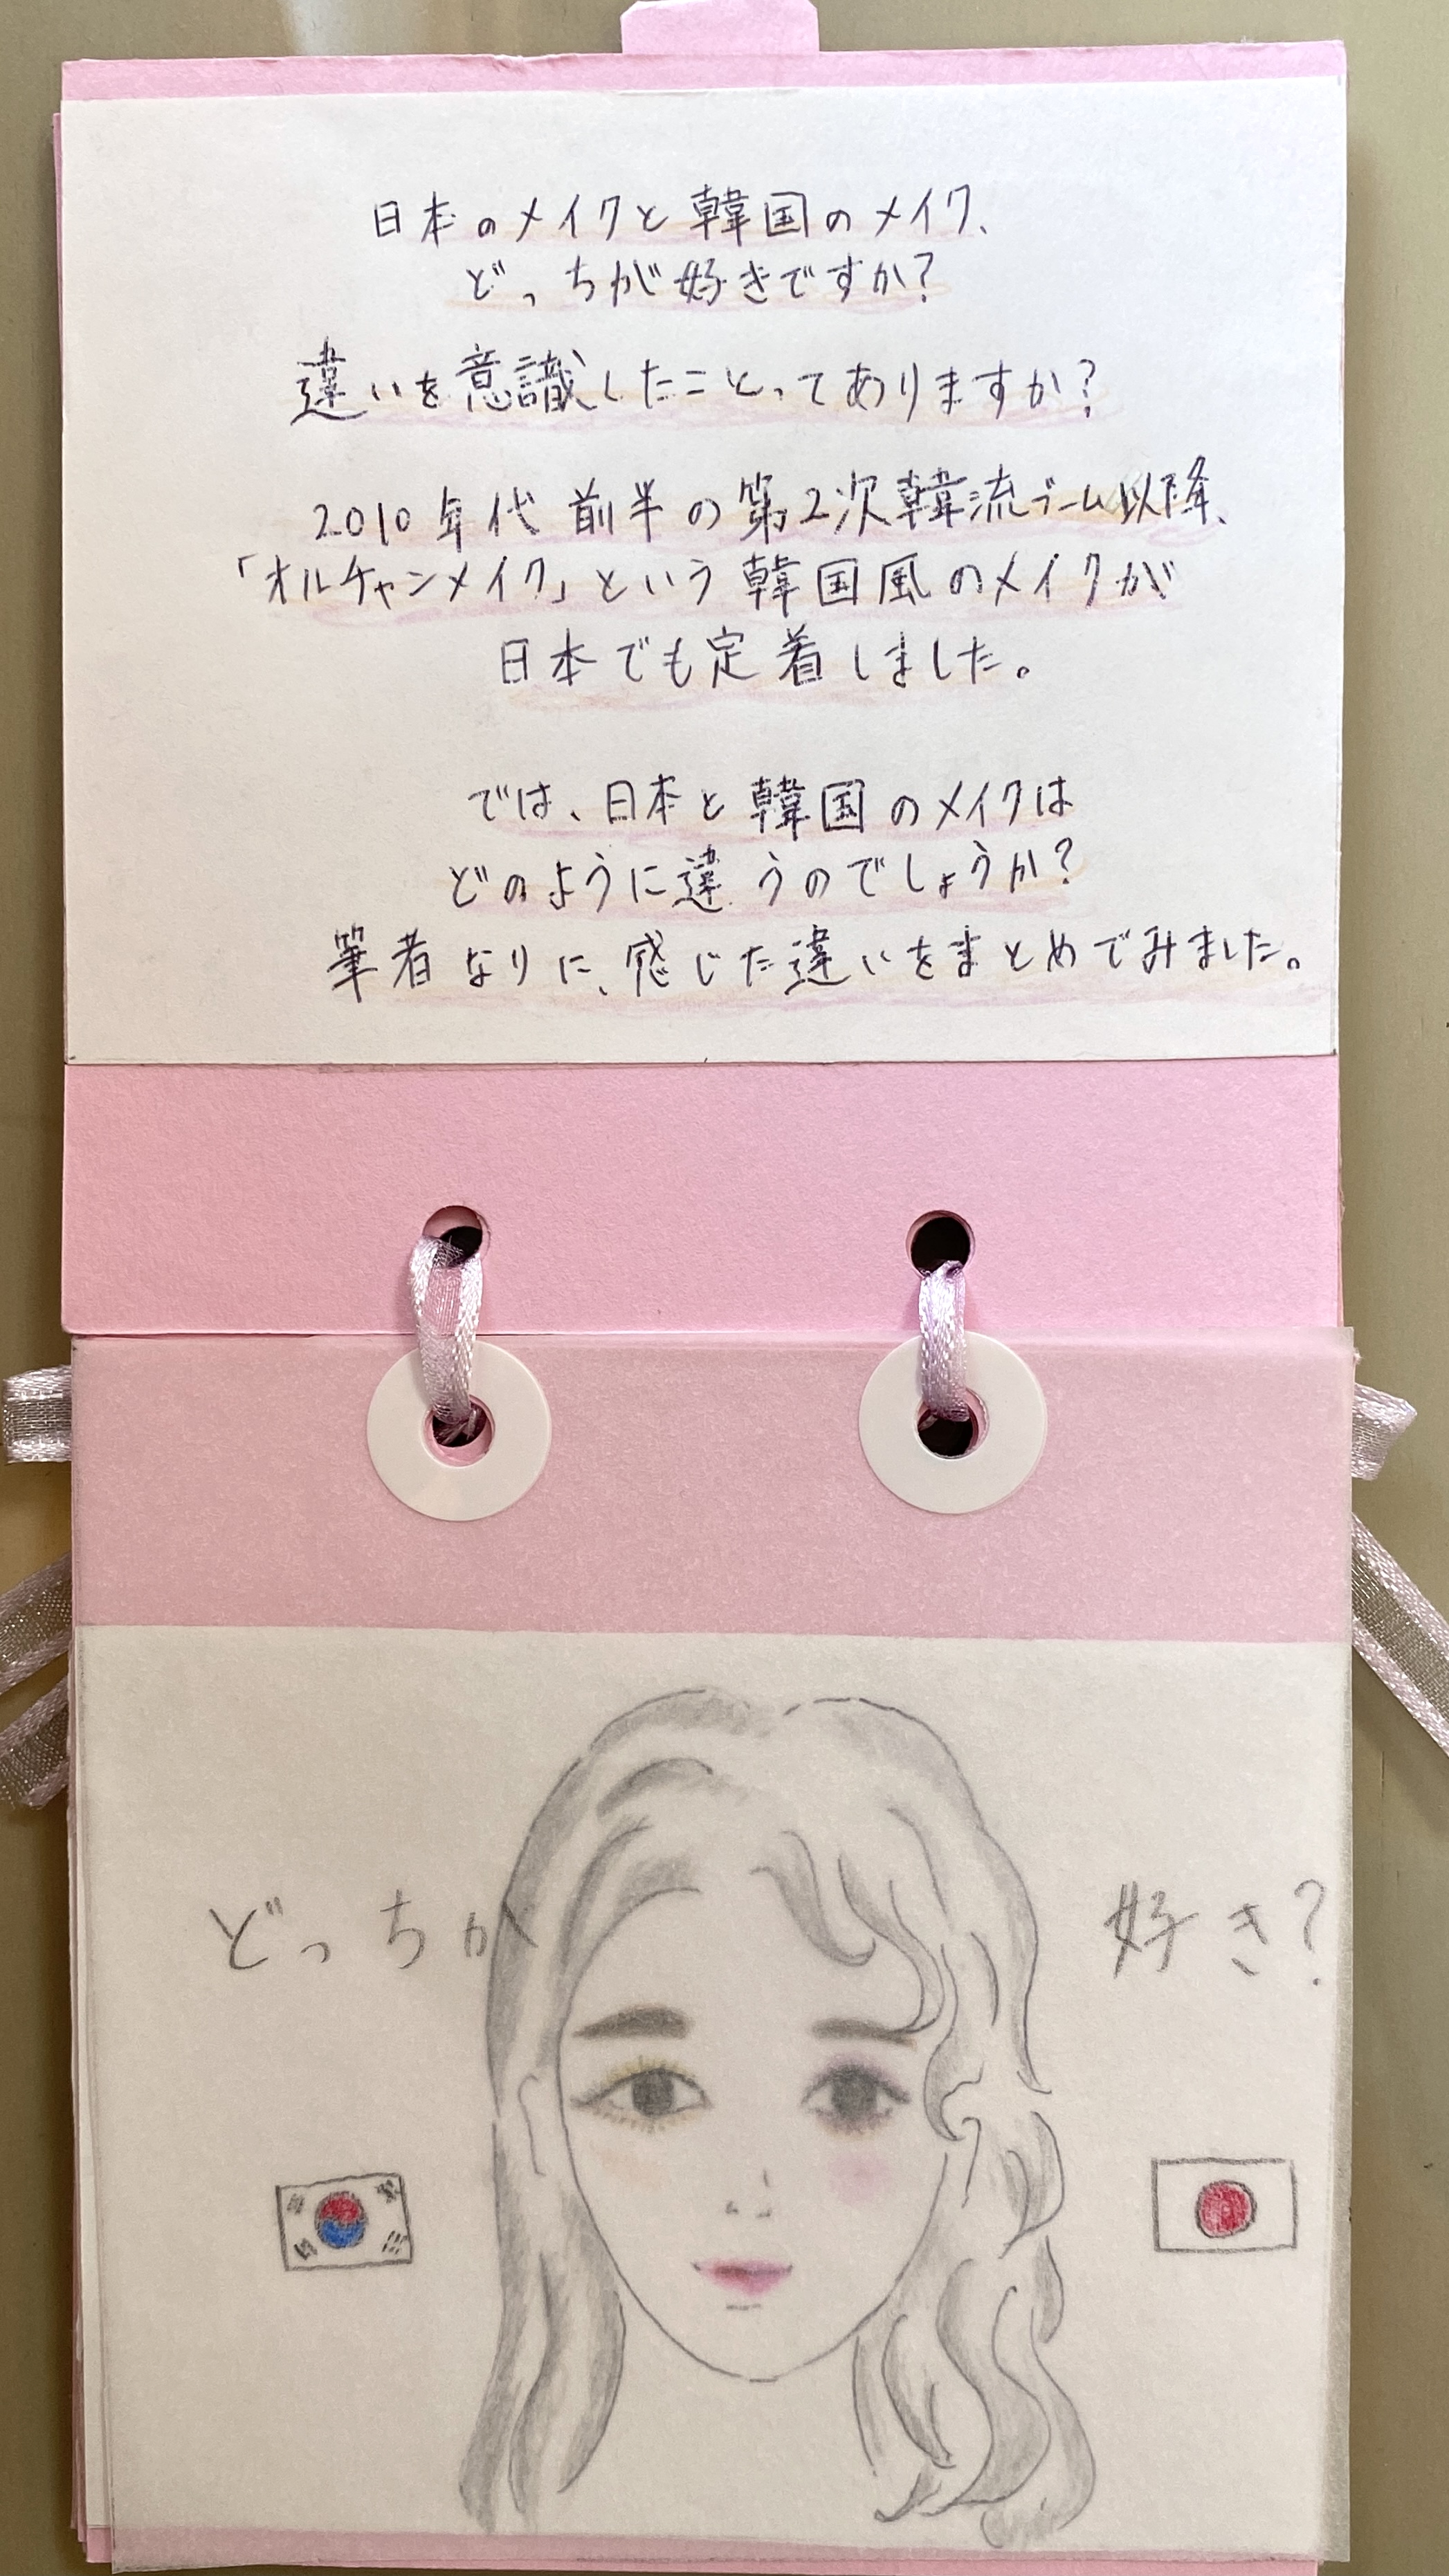 日本のメイクと韓国のメイク、
どっちが好きですか?
違いを意識したことってありますか?
2010年代前半の第2次韓流ブーム以降、
「オルチャンメイク」という韓国風のメイクが
日本でも定着しました。
では、日本と韓国のメイクは
どのように違うのでしょうか?
筆者なりに、感じた違いをまとめてみました。
どっちが 好き?